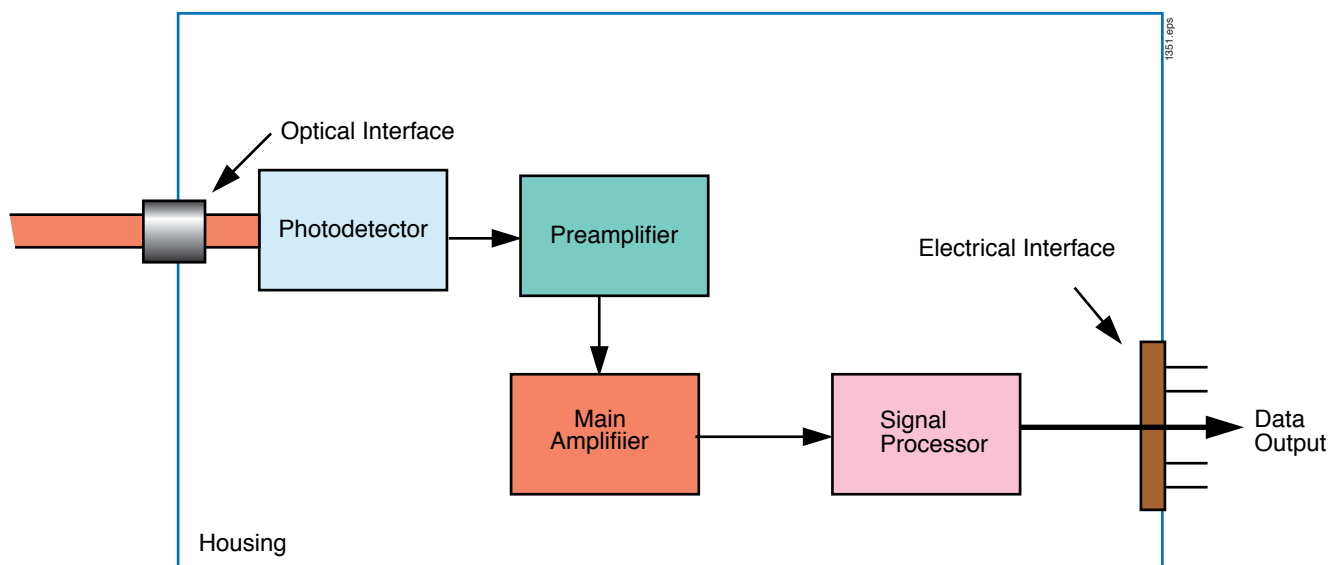 1351.eps
Optical Interface
Photodetector
Preamplifier
Electrical Interface
Main
Amplifiier
Signal
Processor
Data
Output
Housing